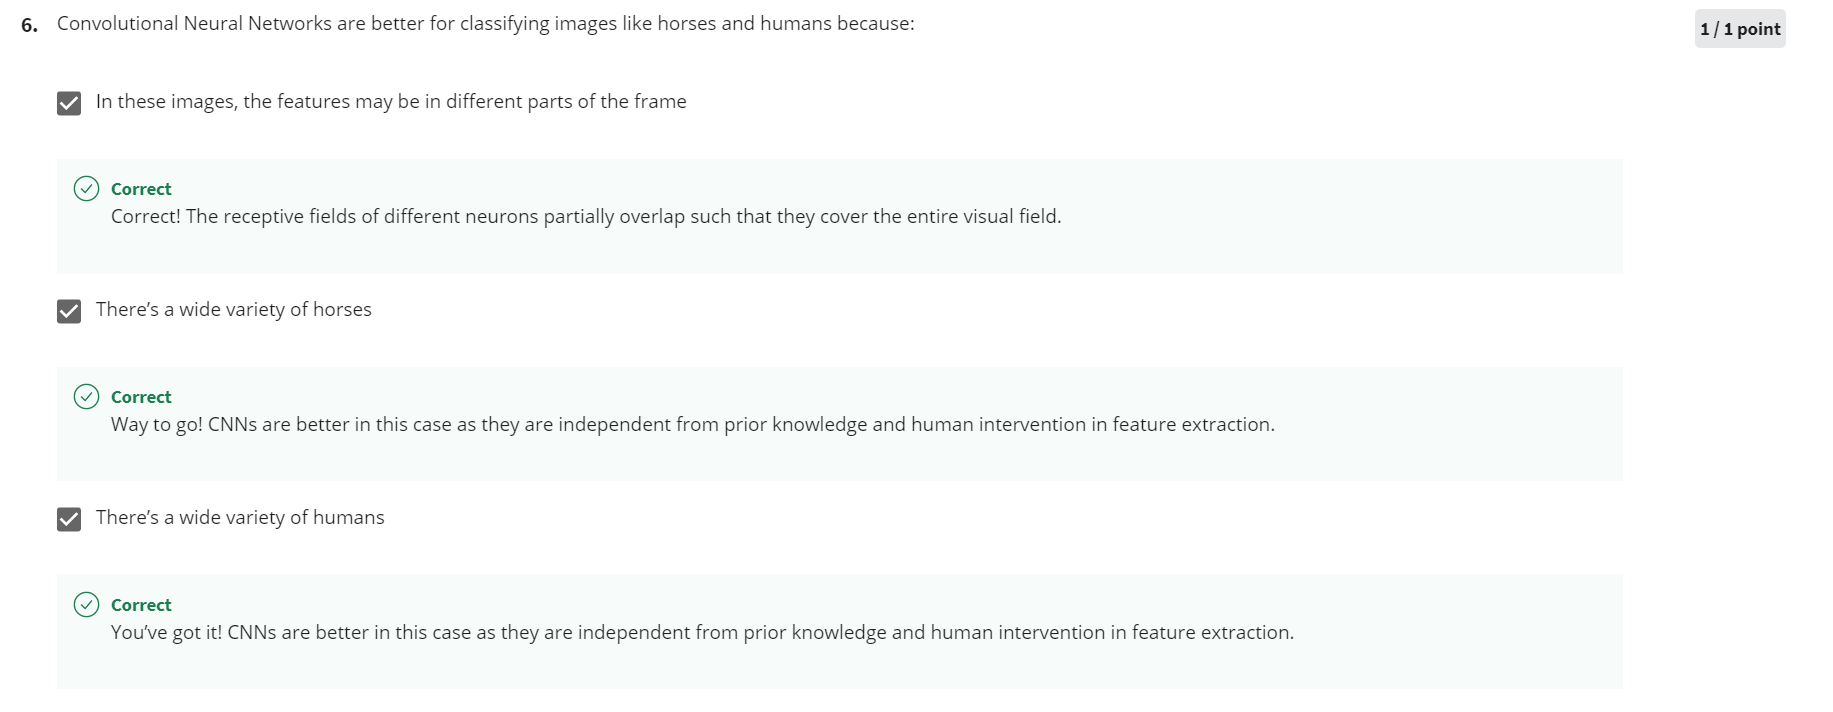 6. Convolutional Neural Networks are better for classifying images like horses and humans because:
1 / 1 point
In these images, the features may be in different parts of the frame
Correct
Correct! The receptive fields of different neurons partially overlap such that they cover the entire visual field.
There’s a wide variety of horses
Correct
Way to go! CNNs are better in this case as they are independent from prior knowledge and human intervention in feature extraction.
There’s a wide variety of humans
Correct
You’ve got it! CNNs are better in this case as they are independent from prior knowledge and human intervention in feature extraction.